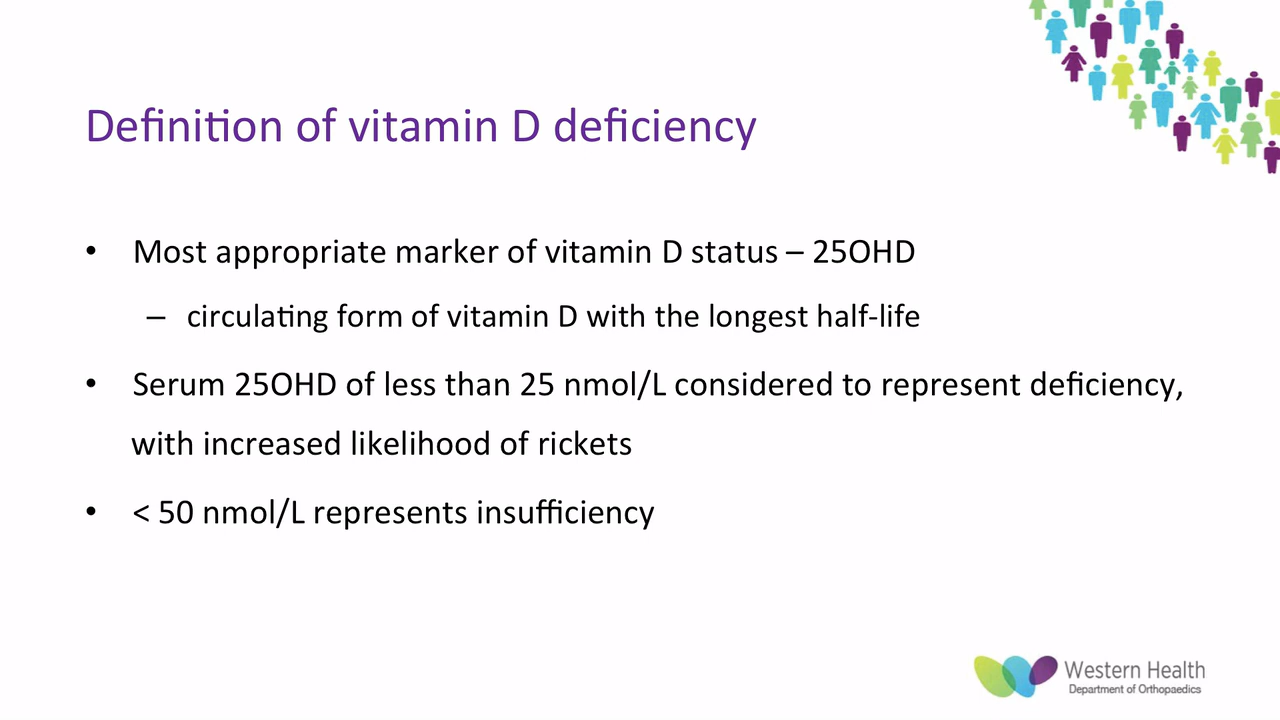 Definition of vitamin D deficiency
• Most appropriate marker of vitamin D status – 25OHD
– circulating form of vitamin D with the longest half-life
• Serum 25OHD of less than 25 nmol/L considered to represent deficiency,
with increased likelihood of rickets
• < 50 nmol/L represents insufficiency
Western Health
Department of Orthopaedics